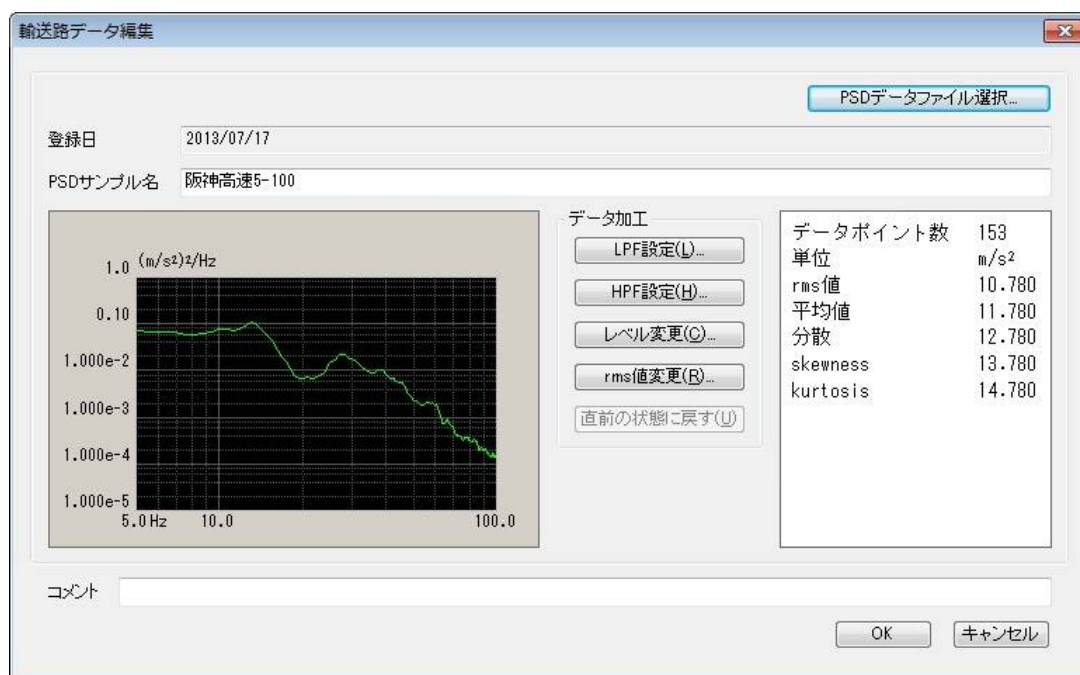 輸送路データ編集
PSDデータファイル選択...
登録日 2013/07/17
PSDサンプル名 阪神高速5-100
(m/s²)²/Hz
1.0
0.10
1.000e-2
1.000e-3
1.000e-4
1.000e-5
5.0Hz 10.0 100.0
データ加工
LPF設定(L)...
HPF設定(H)...
レベル変更(C)...
rms値変更(R)...
直前の状態に戻す(U)
データポイント数 153
単位 m/s²
rms値 10.780
平均値 11.780
分散 12.780
skewness 13.780
kurtosis 14.780
コメント
OK キャンセル